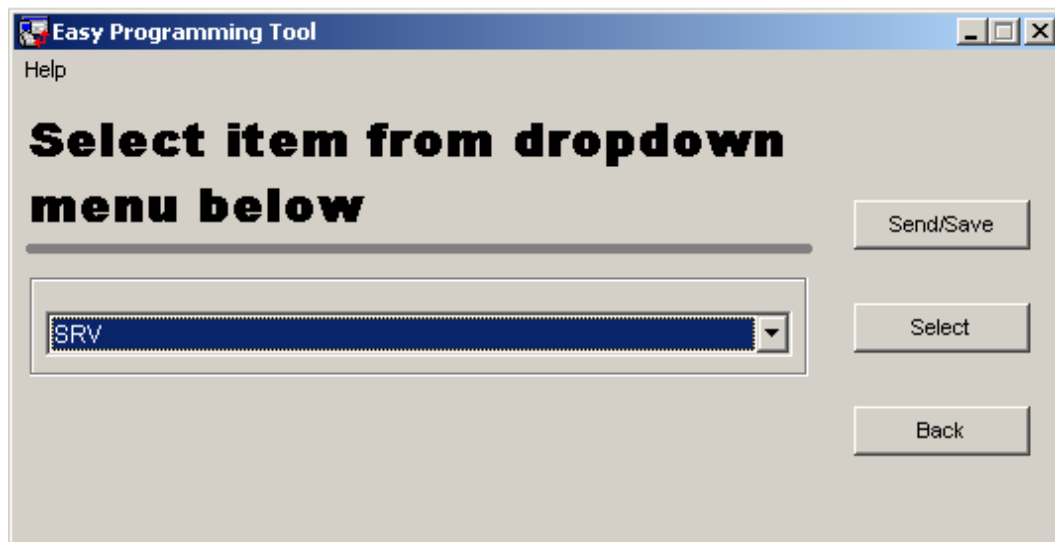 Easy Programming Tool
Help
Select item from dropdown
menu below
Send/Save
SRV
Select
Back